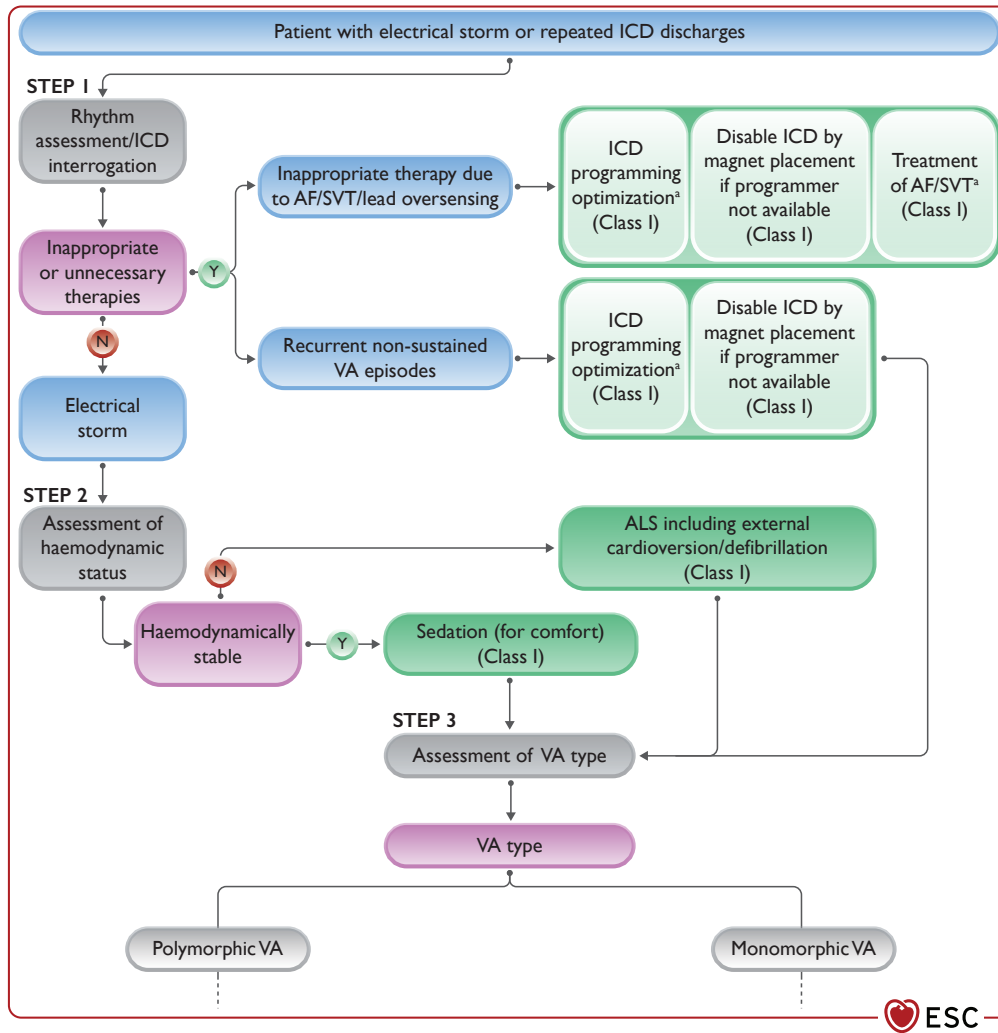 Patient with electrical storm or repeated ICD discharges
STEP 1
Rhythm
assessment/ICD
interrogation
Inappropriate
or unnecessary
therapies
Y
Inappropriate therapy due
to AF/SVT/lead oversensing
ICD
programming
optimizationᵃ
(Class I)
Disable ICD by
magnet placement
if programmer
not available
(Class I)
Treatment
of AF/SVTᵃ
(Class I)
Recurrent non-sustained
VA episodes
ICD
programming
optimizationᵃ
(Class I)
Disable ICD by
magnet placement
if programmer
not available
(Class I)
N
Electrical
storm
STEP 2
Assessment of
haemodynamic
status
N
ALS including external
cardioversion/defibrillation
(Class I)
Haemodynamically
stable
Y
Sedation (for comfort)
(Class I)
STEP 3
Assessment of VA type
VA type
Polymorphic VA
Monomorphic VA
ESC